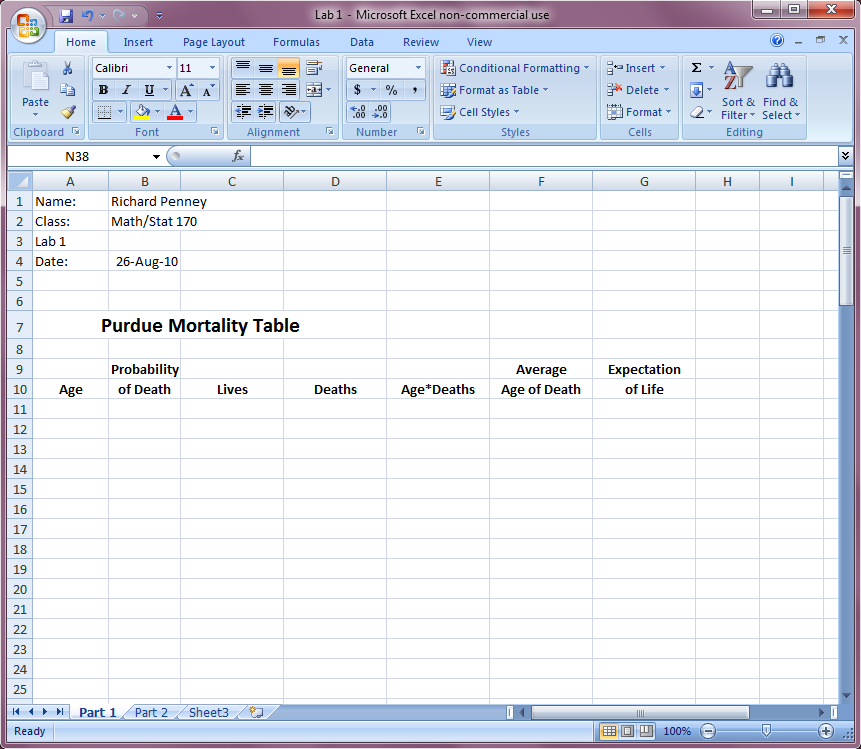 Lab 1 - Microsoft Excel non-commercial use
Home Insert Page Layout Formulas Data Review View
Calibri 11 General Conditional Formatting Insert Σ
Paste B I U A A $ % , Format as Table Delete Sort & Filter Find & Select
A .00 .0 Cell Styles Format
Clipboard Font Alignment Number Styles Cells Editing
N38 fx
A B C D E F G H I
1 Name: Richard Penney
2 Class: Math/Stat 170
3 Lab 1
4 Date: 26-Aug-10
5
6
7 Purdue Mortality Table
8
9 Probability Average Expectation
10 Age of Death Lives Deaths Age*Deaths Age of Death of Life
11
12
13
14
15
16
17
18
19
20
21
22
23
24
25
Part 1 Part 2 Sheet3
Ready 100%